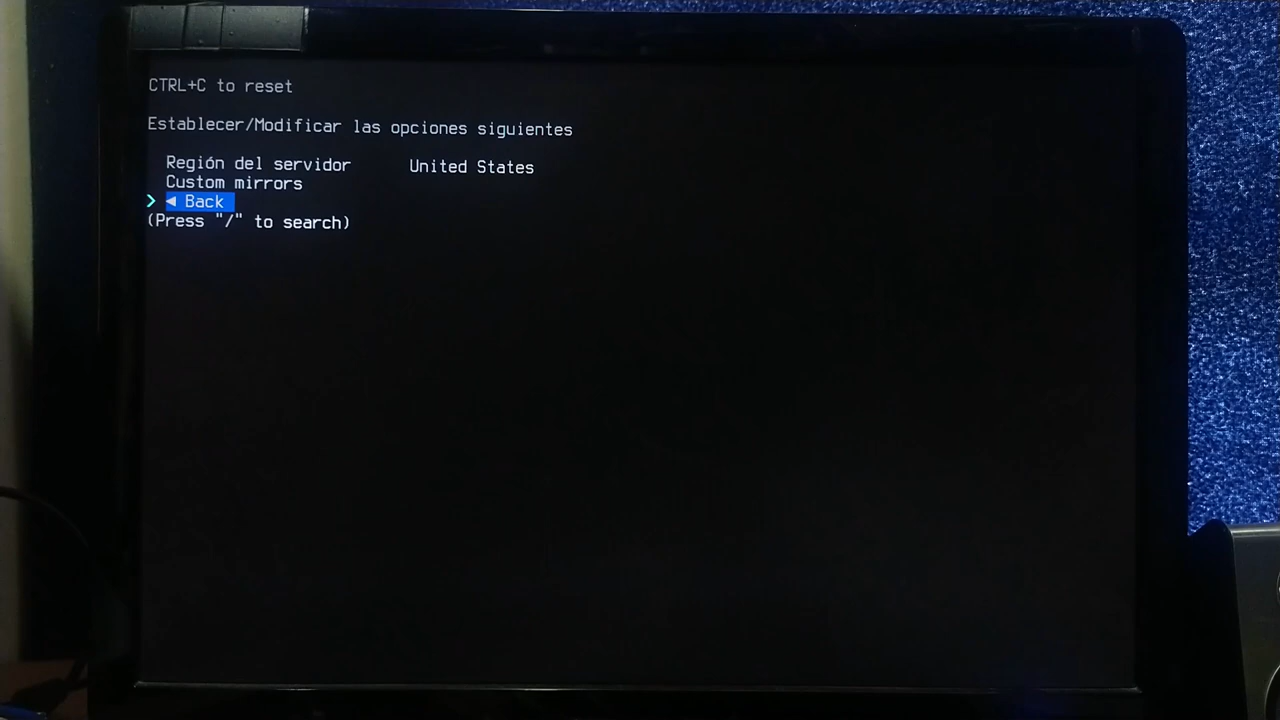 CTRL+C to reset
Establecer/Modificar las opciones siguientes
Región del servidor United States
Custom mirrors
> ◄ Back
(Press "/" to search)